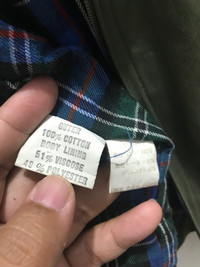 OUTER
100% COTTON
BODY LINING
51% VISCOSE
49 % POLYESTER